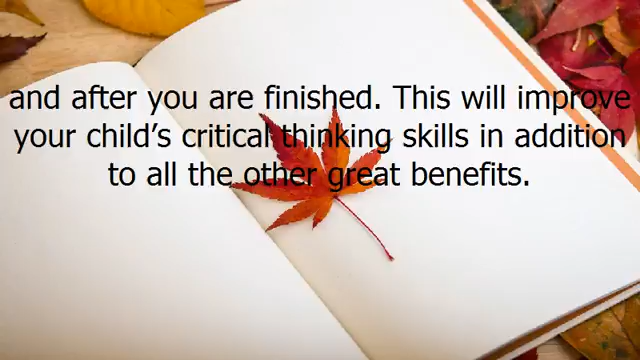 and after you are finished. This will improve
your child’s critical thinking skills in addition
to all the other great benefits.